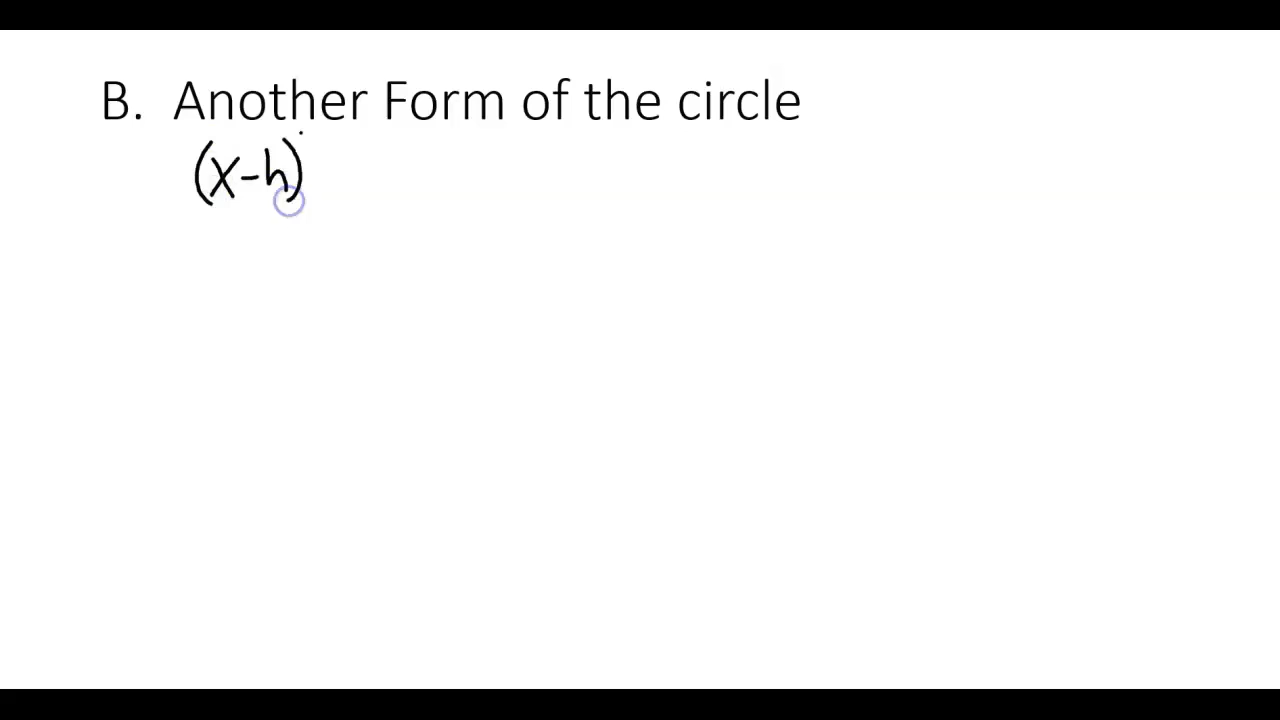 B. Another Form of the circle
(x-h)